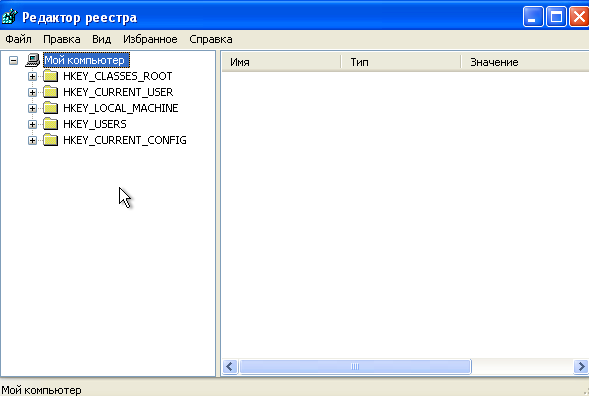 Редактор реестра
Файл Правка Вид Избранное Справка
Мой компьютер
HKEY_CLASSES_ROOT
HKEY_CURRENT_USER
HKEY_LOCAL_MACHINE
HKEY_USERS
HKEY_CURRENT_CONFIG
Имя Тип Значение
Мой компьютер